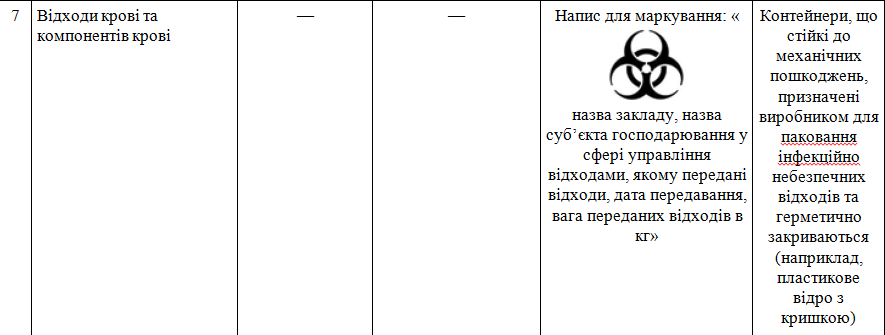 7
Відходи крові та
компонентів крові
—
—
Напис для маркування: «
назва закладу, назва
суб’єкта господарювання у
сфері управління
відходами, якому передані
відходи, дата передавання,
вага переданих відходів в
кг»
Контейнери, що
стійкі до
механічних
пошкоджень,
призначені
виробником для
паковання
інфекційно
небезпечних
відходів та
герметично
закриваються
(наприклад,
пластикове
відро з
кришкою)